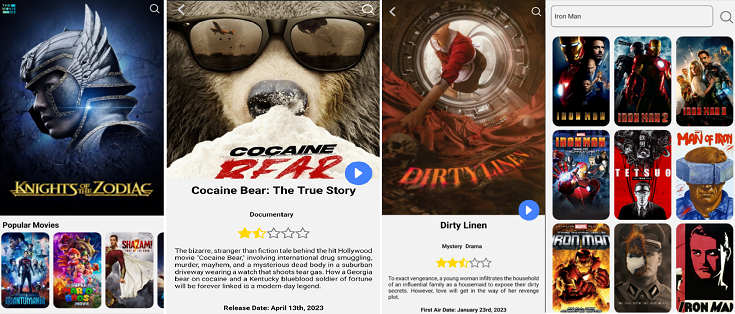 THE
MOVIE
DB
KNIGHTS OF THE ZODIAC
Popular Movies
QUANTUMANIA
SUPER
MARIO
BROS
MOVIE
SHAZAM!
COCAINE
BEAR
Cocaine Bear: The True Story
Documentary
The bizarre, stranger than fiction tale behind the hit Hollywood
movie "Cocaine Bear," involving international drug smuggling,
murder, mayhem, and a mysterious dead body in a suburban
driveway wearing a watch that shoots tear gas. How a Georgia
bear on cocaine and a Kentucky blueblood soldier of fortune
will be forever linked is a modern-day legend.
Release Date: April 13th, 2023
DIRTY LINEN
Dirty Linen
Mystery Drama
To exact vengeance, a young woman infiltrates the household
of an influential family as a housemaid to expose their dirty
secrets. However, love will get in the way of her revenge
plot.
First Air Date: January 23rd, 2023
Iron Man
IRON MAN
IRON MAN 2
IRON MAN 3
IRONMAN
TETSUO
MAN OF IRON
IRON MAN